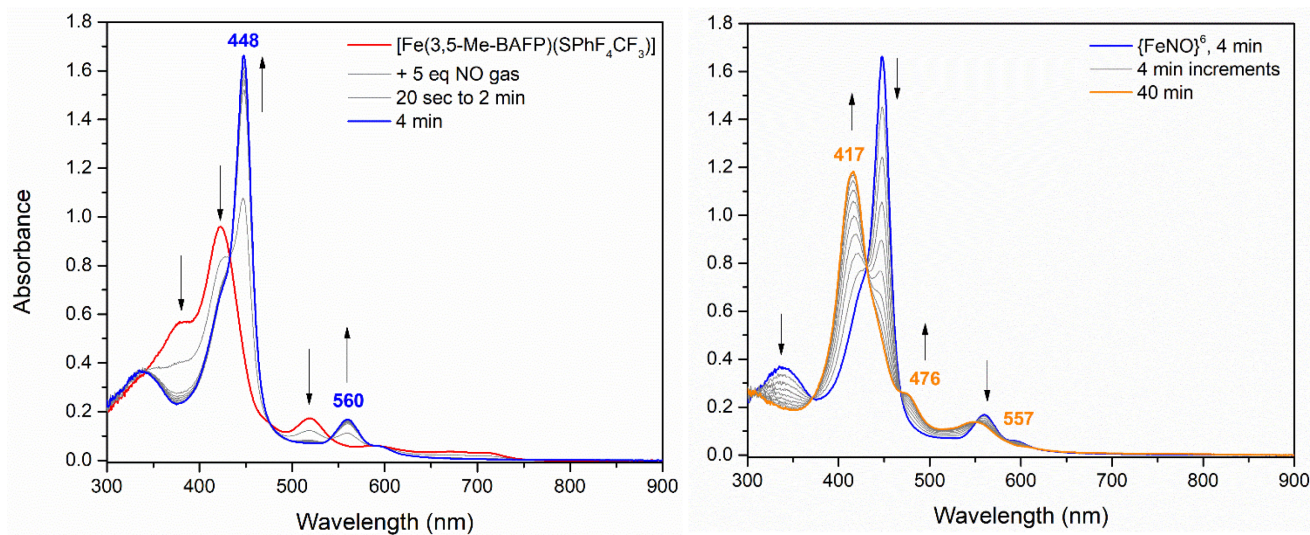 1.8
1.6
1.4
1.2
1.0
0.8
0.6
0.4
0.2
0.0
Absorbance
448
560
[Fe(3,5-Me-BAFP)(SPhF₄CF₃)]
+ 5 eq NO gas
20 sec to 2 min
4 min
300 400 500 600 700 800 900
Wavelength (nm)
1.8
1.6
1.4
1.2
1.0
0.8
0.6
0.4
0.2
0.0
417
476
557
{FeNO}⁶, 4 min
4 min increments
40 min
300 400 500 600 700 800 900
Wavelength (nm)